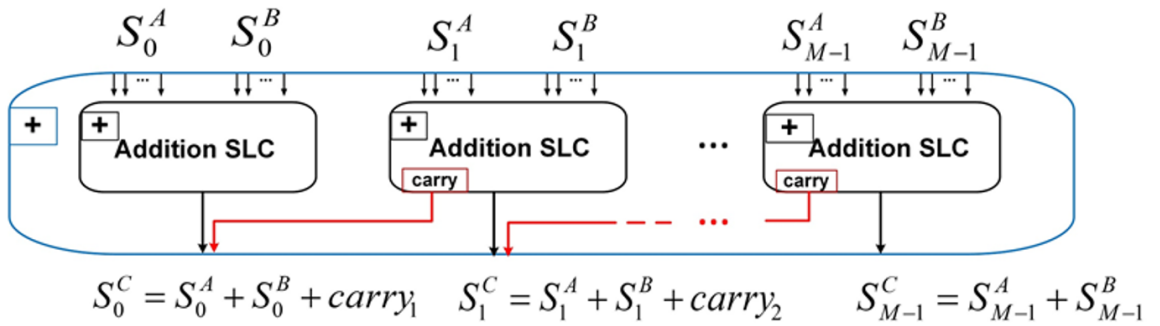 S_0^A S_0^B S_1^A S_1^B S_{M-1}^A S_{M-1}^B
... ... ... ... ... ...
+ + Addition SLC + Addition SLC ... + Addition SLC
carry carry
...
S_0^C = S_0^A + S_0^B + carry_1 S_1^C = S_1^A + S_1^B + carry_2 S_{M-1}^C = S_{M-1}^A + S_{M-1}^B